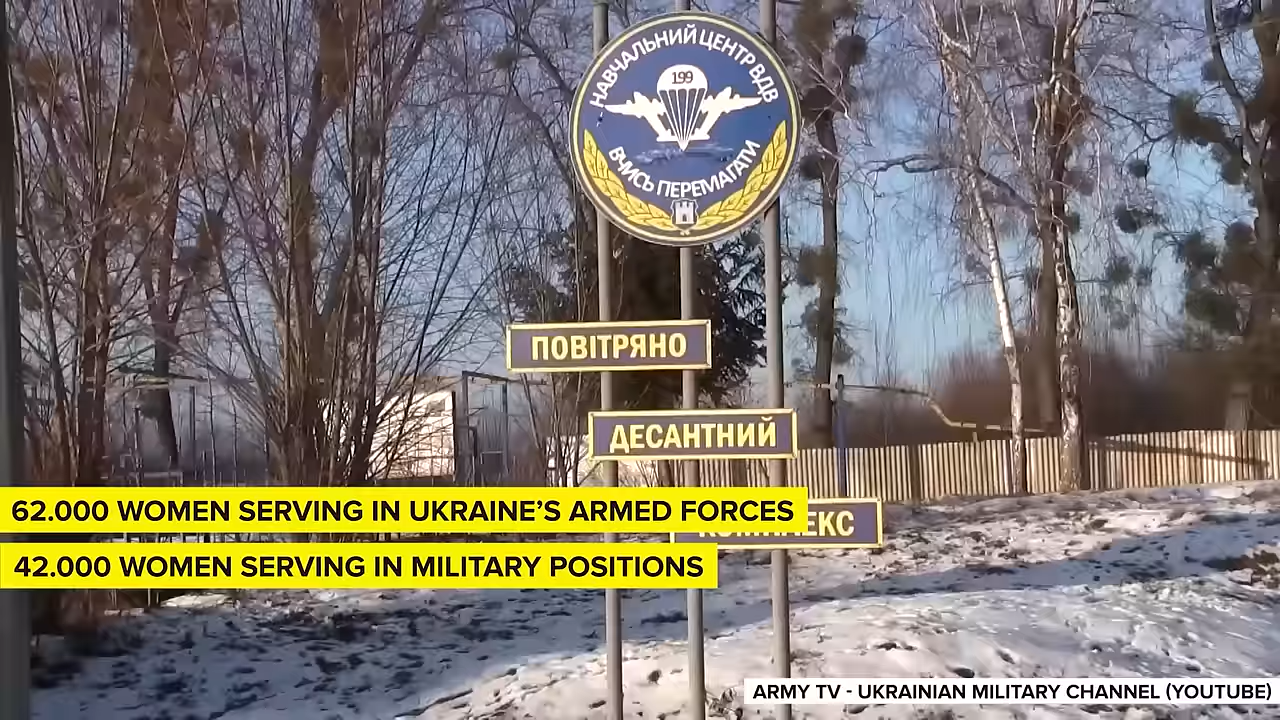 НАВЧАЛЬНИЙ ЦЕНТР ВДВ
199
ВЧИСЬ ПЕРЕМАГАТИ
ПОВІТРЯНО
ДЕСАНТНИЙ
62.000 WOMEN SERVING IN UKRAINE'S ARMED FORCES
42.000 WOMEN SERVING IN MILITARY POSITIONS
ARMY TV - UKRAINIAN MILITARY CHANNEL (YOUTUBE)